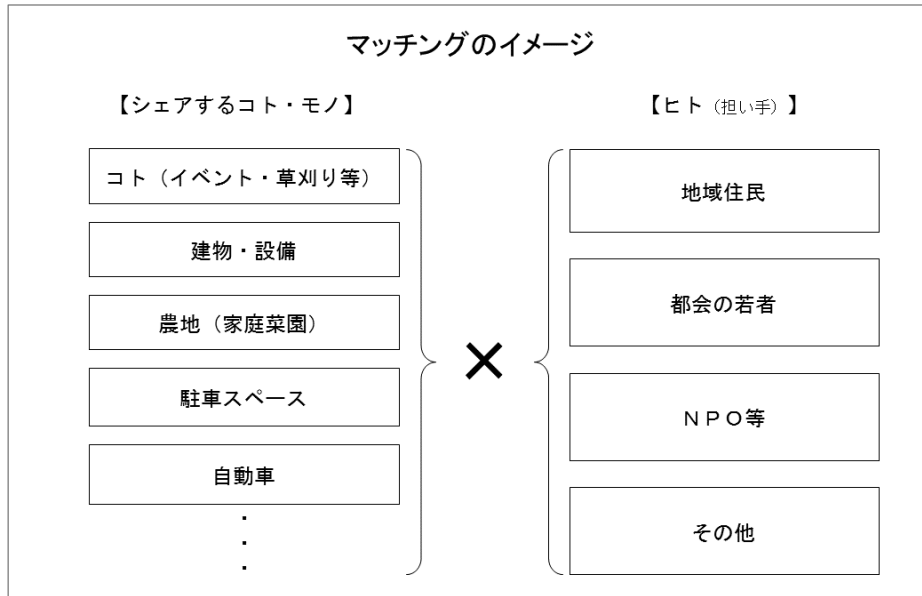 マッチングのイメージ
【シェアするコト・モノ】
コト（イベント・草刈り等）
建物・設備
農地（家庭菜園）
駐車スペース
自動車
・
・
・
×
【ヒト（担い手）】
地域住民
都会の若者
ＮＰＯ等
その他